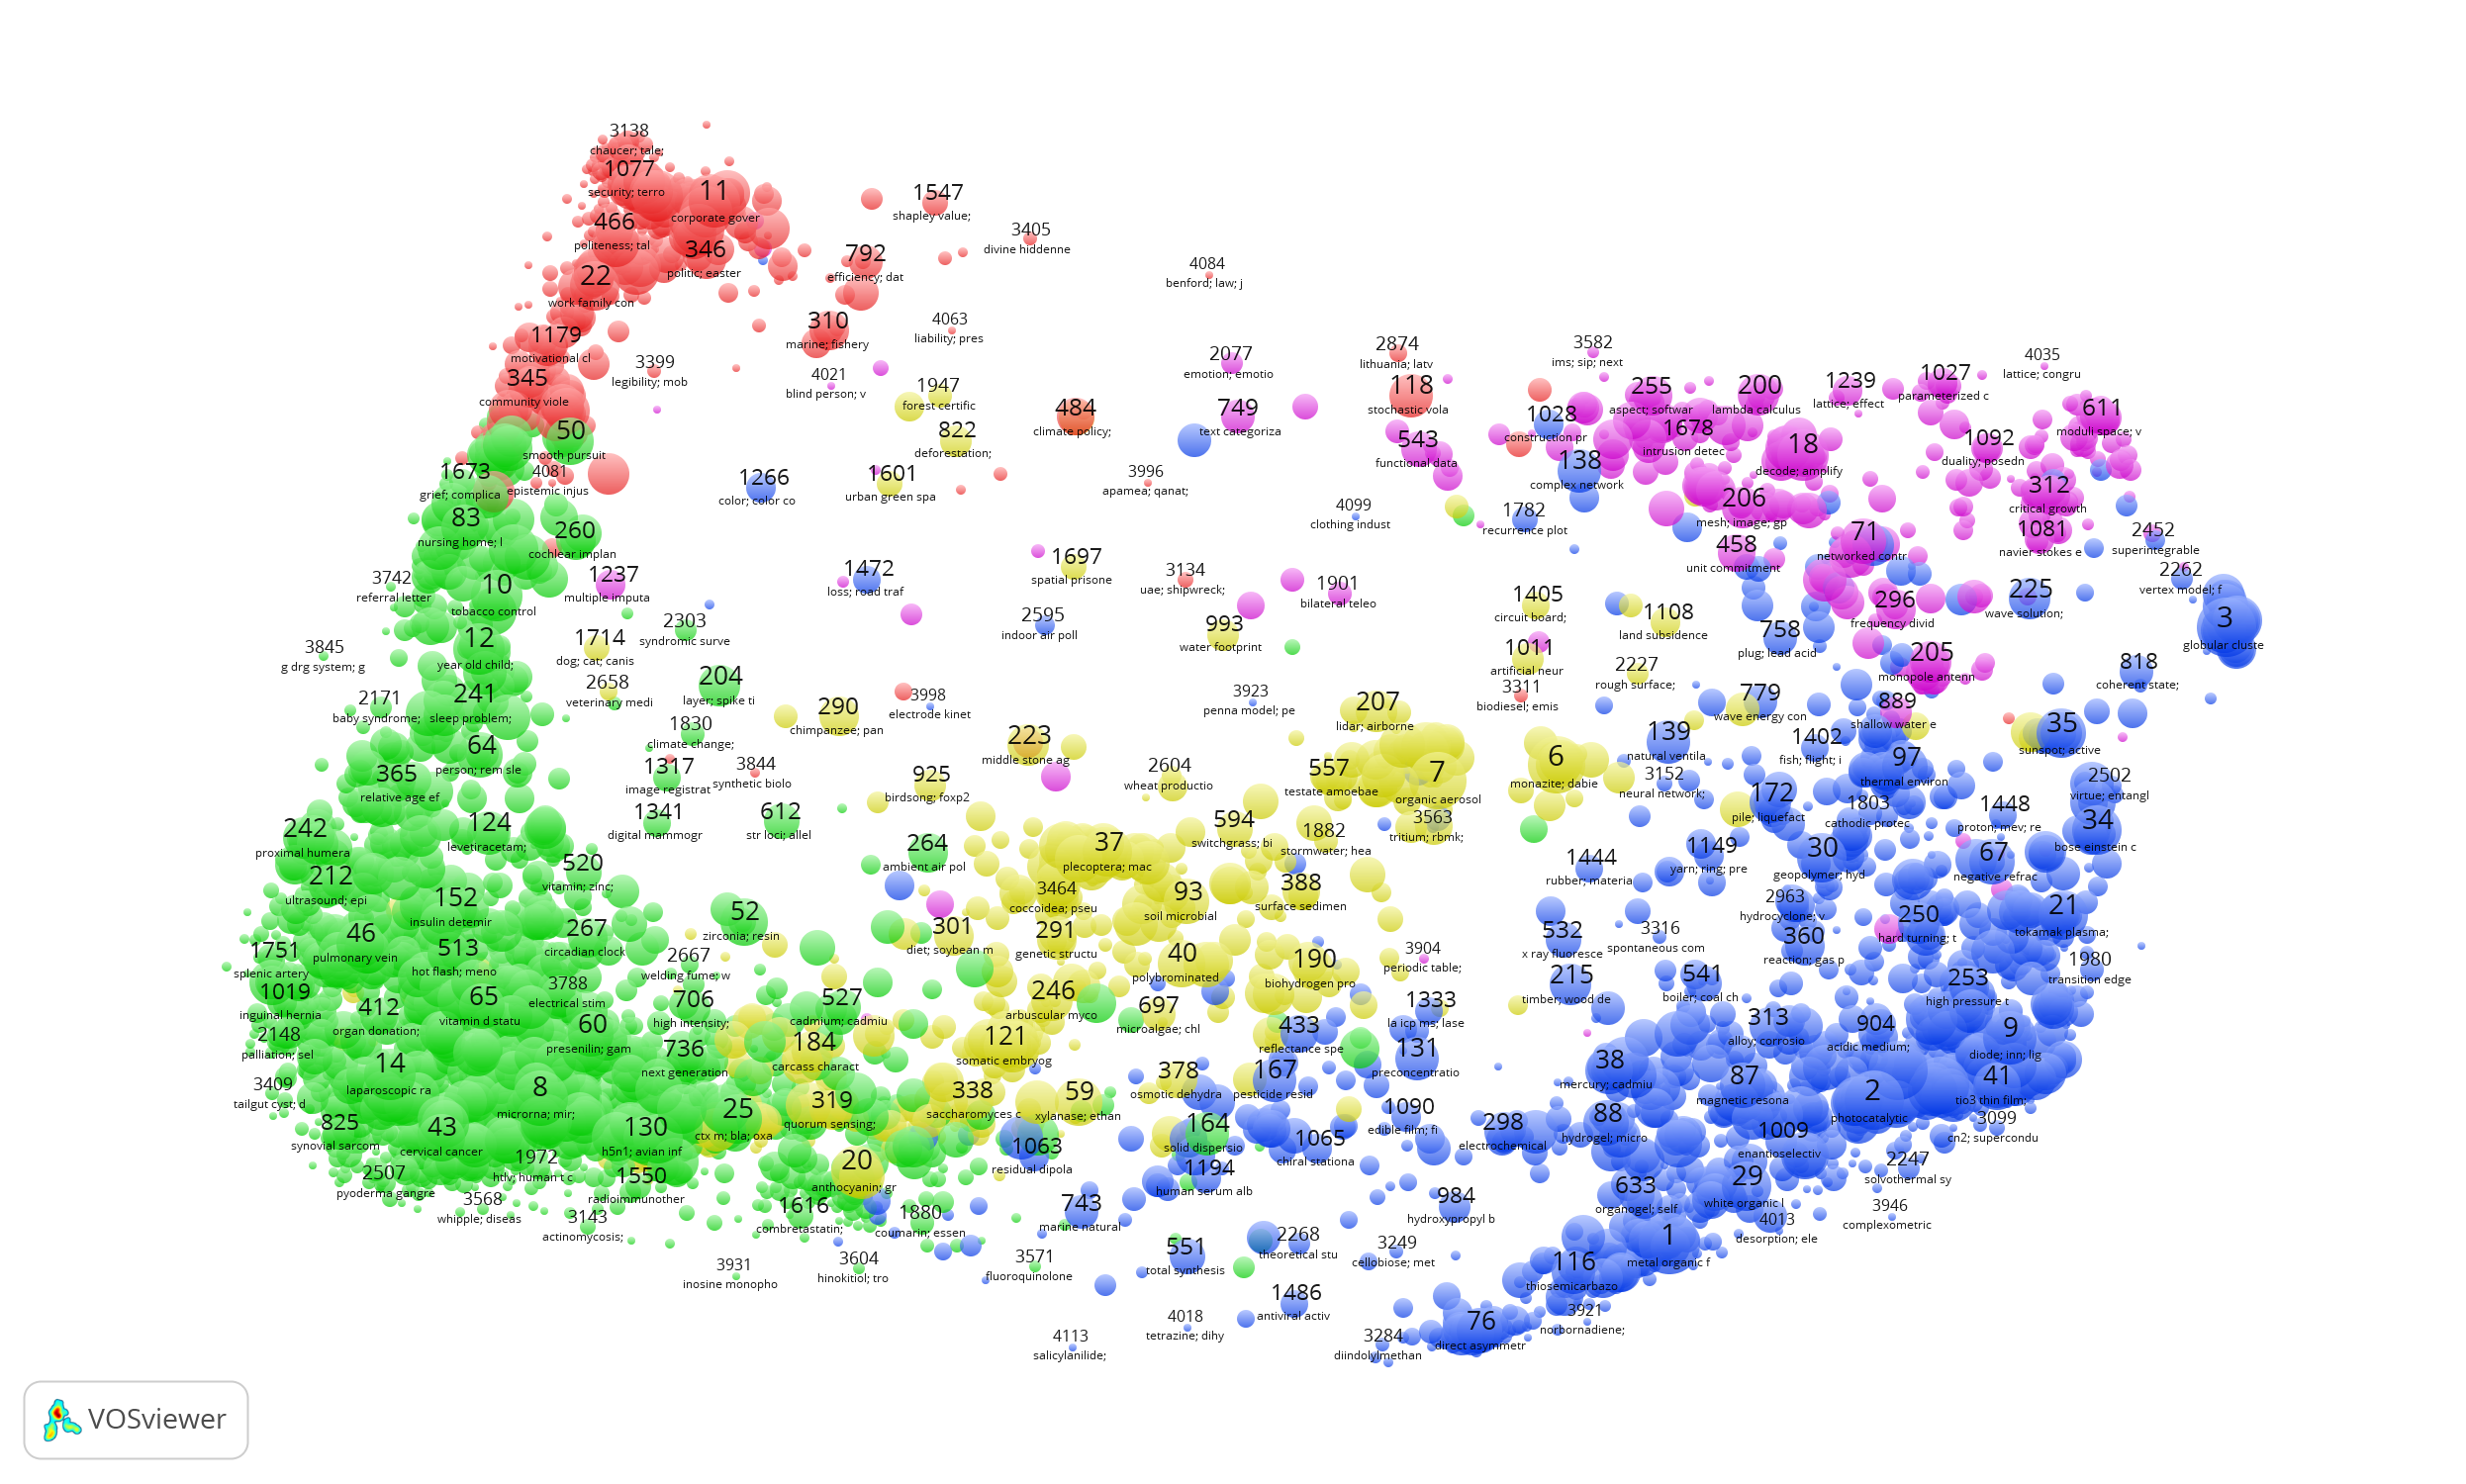 3138
chaucer; tale;
1077
security; terro
11
corporate gover
1547
shapley value;
466
politeness; tal
346
politic; easter
3405
divine hiddenne
792
efficiency; dat
4084
benford; law; j
22
work family con
310
marine; fishery
4063
liability; pres
1179
motivational cl
3399
legibility; mob
345
community viole
4021
blind person; v
1947
forest certific
2077
emotion; emotio
2874
lithuania; latv
3582
ims; sip; next
4035
lattice; congru
118
stochastic vola
255
aspect; softwar
200
lambda calculus
1239
lattice; effect
1027
parameterized c
484
climate policy;
749
text categoriza
1028
construction pr
611
moduli space; v
50
smooth pursuit
822
deforestation;
543
functional data
1678
intrusion detec
18
decode; amplify
1092
duality; posedn
1673
grief; complica
4081
epistemic injus
1266
color; color co
1601
urban green spa
3996
apamea; qanat;
138
complex network
206
mesh; image; gp
312
critical growth
83
nursing home; l
260
cochlear implan
4099
clothing indust
1782
recurrence plot
71
networked contr
1081
navier stokes e
2452
superintegrable
458
unit commitment
3742
referral letter
10
tobacco control
1237
multiple imputa
1472
loss; road traf
1697
spatial prisone
3134
uae; shipwreck;
1901
bilateral teleo
1405
circuit board;
1108
land subsidence
296
frequency divid
225
wave solution;
2262
vertex model; f
3
globular cluste
2303
syndromic surve
2595
indoor air poll
993
water footprint
758
plug; lead acid
12
year old child;
1714
dog; cat; canis
3845
g drg system; g
1011
artificial neur
2227
rough surface;
205
monopole antenn
818
coherent state;
204
layer; spike ti
2658
veterinary medi
2171
baby syndrome;
241
sleep problem;
3998
electrode kinet
3923
penna model; pe
3311
biodiesel; emis
290
chimpanzee; pan
207
lidar; airborne
779
wave energy con
889
shallow water e
1830
climate change;
223
middle stone ag
139
natural ventila
1402
fish; flight; i
35
sunspot; active
64
person; rem sle
1317
image registrat
3844
synthetic biolo
365
relative age ef
925
birdsong; foxp2
2604
wheat productio
557
testate amoebae
7
organic aerosol
6
monazite; dabie
3152
neural network;
97
thermal environ
172
pile; liquefact
1803
cathodic protec
1448
proton; mev; re
2502
virtue; entangl
242
proximal humera
124
levetiracetam;
1341
digital mammogr
612
str loci; allel
594
switchgrass; bi
1882
stormwater; hea
3563
tritium; rbmk;
34
bose einstein c
264
ambient air pol
37
plecoptera; mac
1444
rubber; materia
1149
yarn; ring; pre
30
geopolymer; hyd
67
negative refrac
520
vitamin; zinc;
212
ultrasound; epi
152
insulin detemir
3464
coccoidea; pseu
93
soil microbial
388
surface sedimen
2963
hydrocyclone; v
21
tokamak plasma;
52
zirconia; resin
301
diet; soybean m
291
genetic structu
532
x ray fluoresce
3316
spontaneous com
360
reaction; gas p
250
hard turning; t
46
pulmonary vein
267
circadian clock
1751
splenic artery
513
hot flash; meno
2667
welding fume; w
40
polybrominated
190
biohydrogen pro
3904
periodic table;
1980
transition edge
3788
electrical stim
215
timber; wood de
541
boiler; coal ch
253
high pressure t
1019
inguinal hernia
412
organ donation;
65
vitamin d statu
706
high intensity;
527
cadmium; cadmiu
246
arbuscular myco
697
microalgae; chl
1333
la icp ms; lase
433
reflectance spe
313
alloy; corrosio
904
acidic medium;
9
diode; inn; lig
2148
palliation; sel
60
presenilin; gam
184
carcass charact
121
somatic embryog
131
preconcentratio
14
laparoscopic ra
736
next generation
38
mercury; cadmiu
87
magnetic resona
2
photocatalytic
41
tio3 thin film;
3409
tailgut cyst; d
8
microrna; mir;
338
saccharomyces c
59
xylanase; ethan
378
osmotic dehydra
167
pesticide resid
319
quorum sensing;
25
ctx m; bla; oxa
1090
edible film; fi
88
hydrogel; micro
298
electrochemical
3099
cn2; supercondu
825
synovial sarcom
43
cervical cancer
130
h5n1; avian inf
164
solid dispersio
1065
chiral stationa
1009
enantioselectiv
1063
residual dipola
1972
htlv; human t c
20
anthocyanin; gr
1194
human serum alb
2247
solvothermal sy
2507
pyoderma gangre
1550
radioimmunother
633
organogel; self
29
white organic l
3568
whipple; diseas
743
marine natural
984
hydroxypropyl b
1616
combretastatin;
1880
coumarin; essen
3946
complexometric
3143
actinomycosis;
4013
desorption; ele
1
metal organic f
2268
theoretical stu
551
total synthesis
3249
cellobiose; met
3931
inosine monopho
3604
hinokitiol; tro
3571
fluoroquinolone
116
thiosemicarbazo
1486
antiviral activ
4018
tetrazine; dihy
3921
norbornadiene;
76
direct asymmetr
4113
salicylanilide;
3284
diindolylmethan
VOSviewer